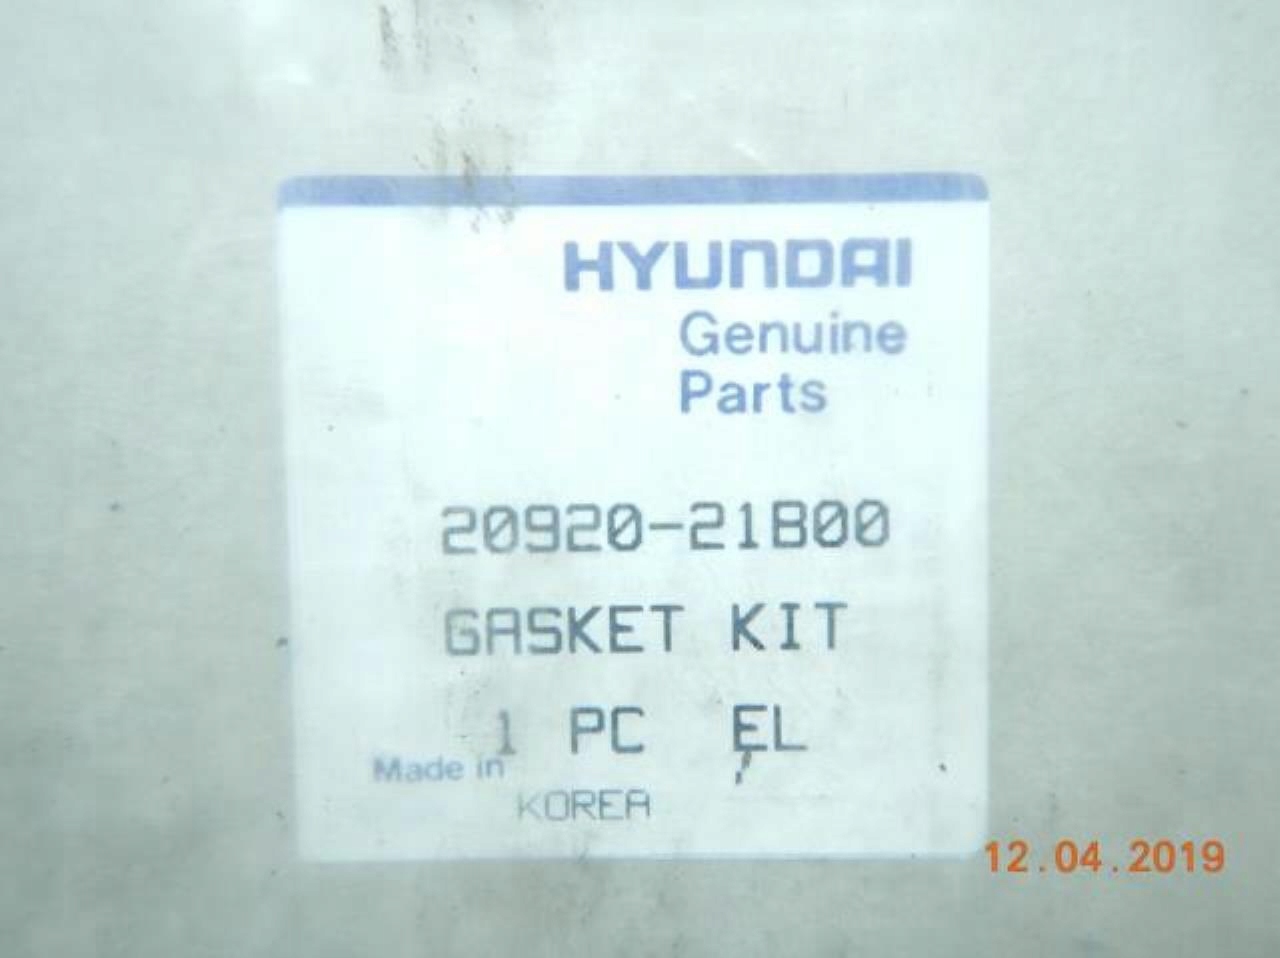 HYUNDAI
Genuine
Parts
20920-21B00
GASKET KIT
1 PC EL
Made in
KOREA
12.04.2019